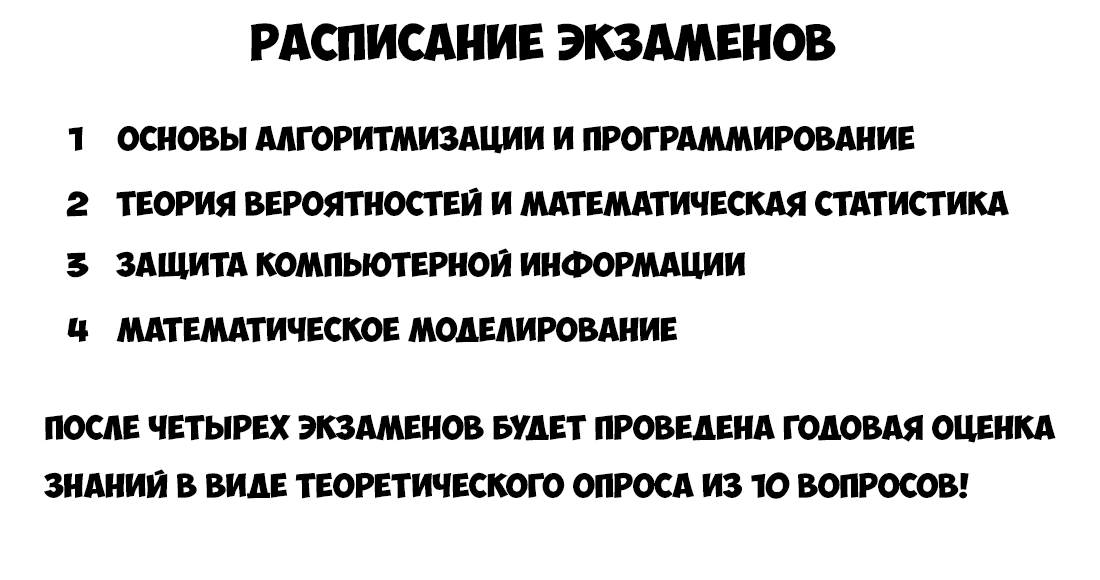 РАСПИСАНИЕ ЭКЗАМЕНОВ
1 ОСНОВЫ АЛГОРИТМИЗАЦИИ И ПРОГРАММИРОВАНИЕ
2 ТЕОРИЯ ВЕРОЯТНОСТЕЙ И МАТЕМАТИЧЕСКАЯ СТАТИСТИКА
3 ЗАЩИТА КОМПЬЮТЕРНОЙ ИНФОРМАЦИИ
4 МАТЕМАТИЧЕСКОЕ МОДЕЛИРОВАНИЕ
ПОСЛЕ ЧЕТЫРЕХ ЭКЗАМЕНОВ БУДЕТ ПРОВЕДЕНА ГОДОВАЯ ОЦЕНКА
ЗНАНИЙ В ВИДЕ ТЕОРЕТИЧЕСКОГО ОПРОСА ИЗ 10 ВОПРОСОВ!